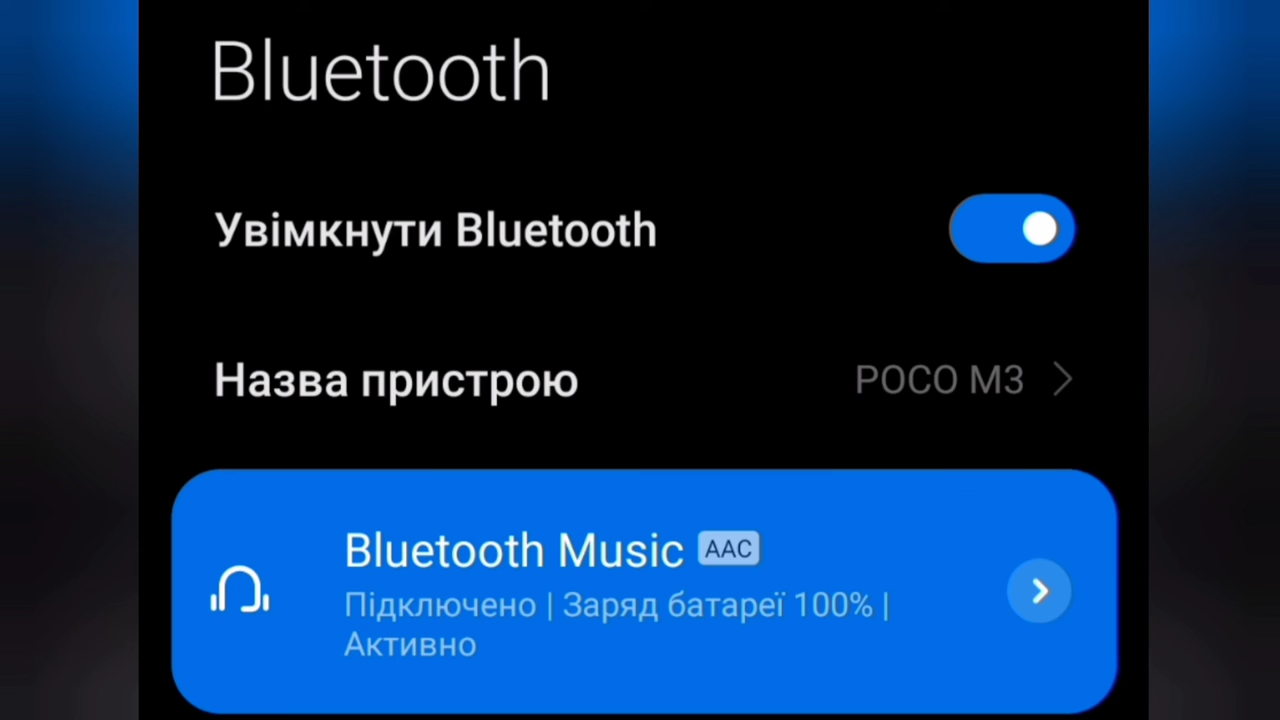 Bluetooth
Увімкнути Bluetooth
Назва пристрою POCO M3
Bluetooth Music AAC
Підключено | Заряд батареї 100% |
Активно